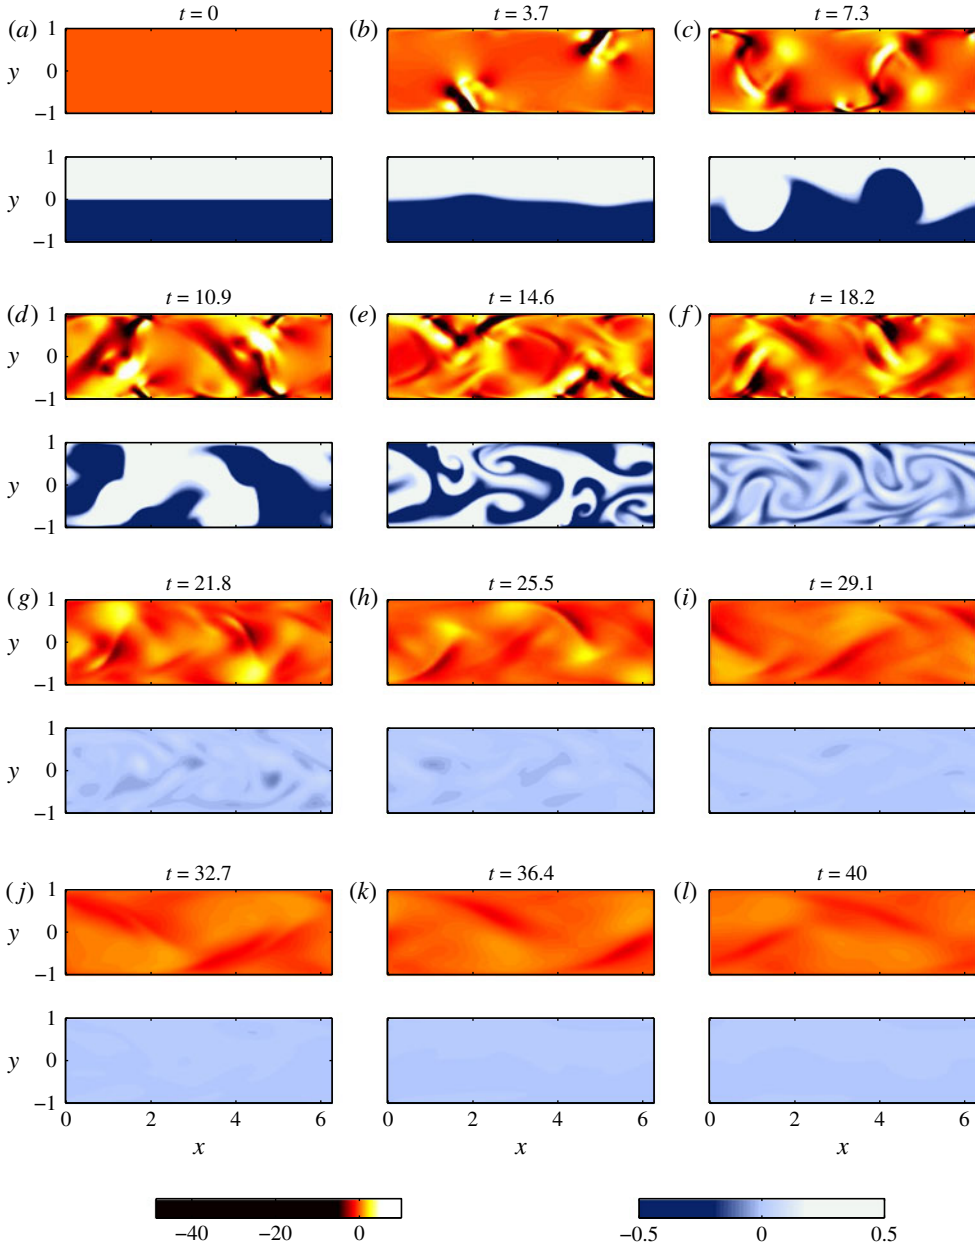 t = 0 t = 3.7 t = 7.3
(a) 1 (b) (c)
y 0
−1
1
y 0
−1
t = 10.9 t = 14.6 t = 18.2
(d) 1 (e) (f)
y 0
−1
1
y 0
−1
t = 21.8 t = 25.5 t = 29.1
(g) 1 (h) (i)
y 0
−1
1
y 0
−1
t = 32.7 t = 36.4 t = 40
(j) 1 (k) (l)
y 0
−1
1
y 0
−1
0 2 4 6 0 2 4 6 0 2 4 6
x x x
−40 −20 0 −0.5 0 0.5